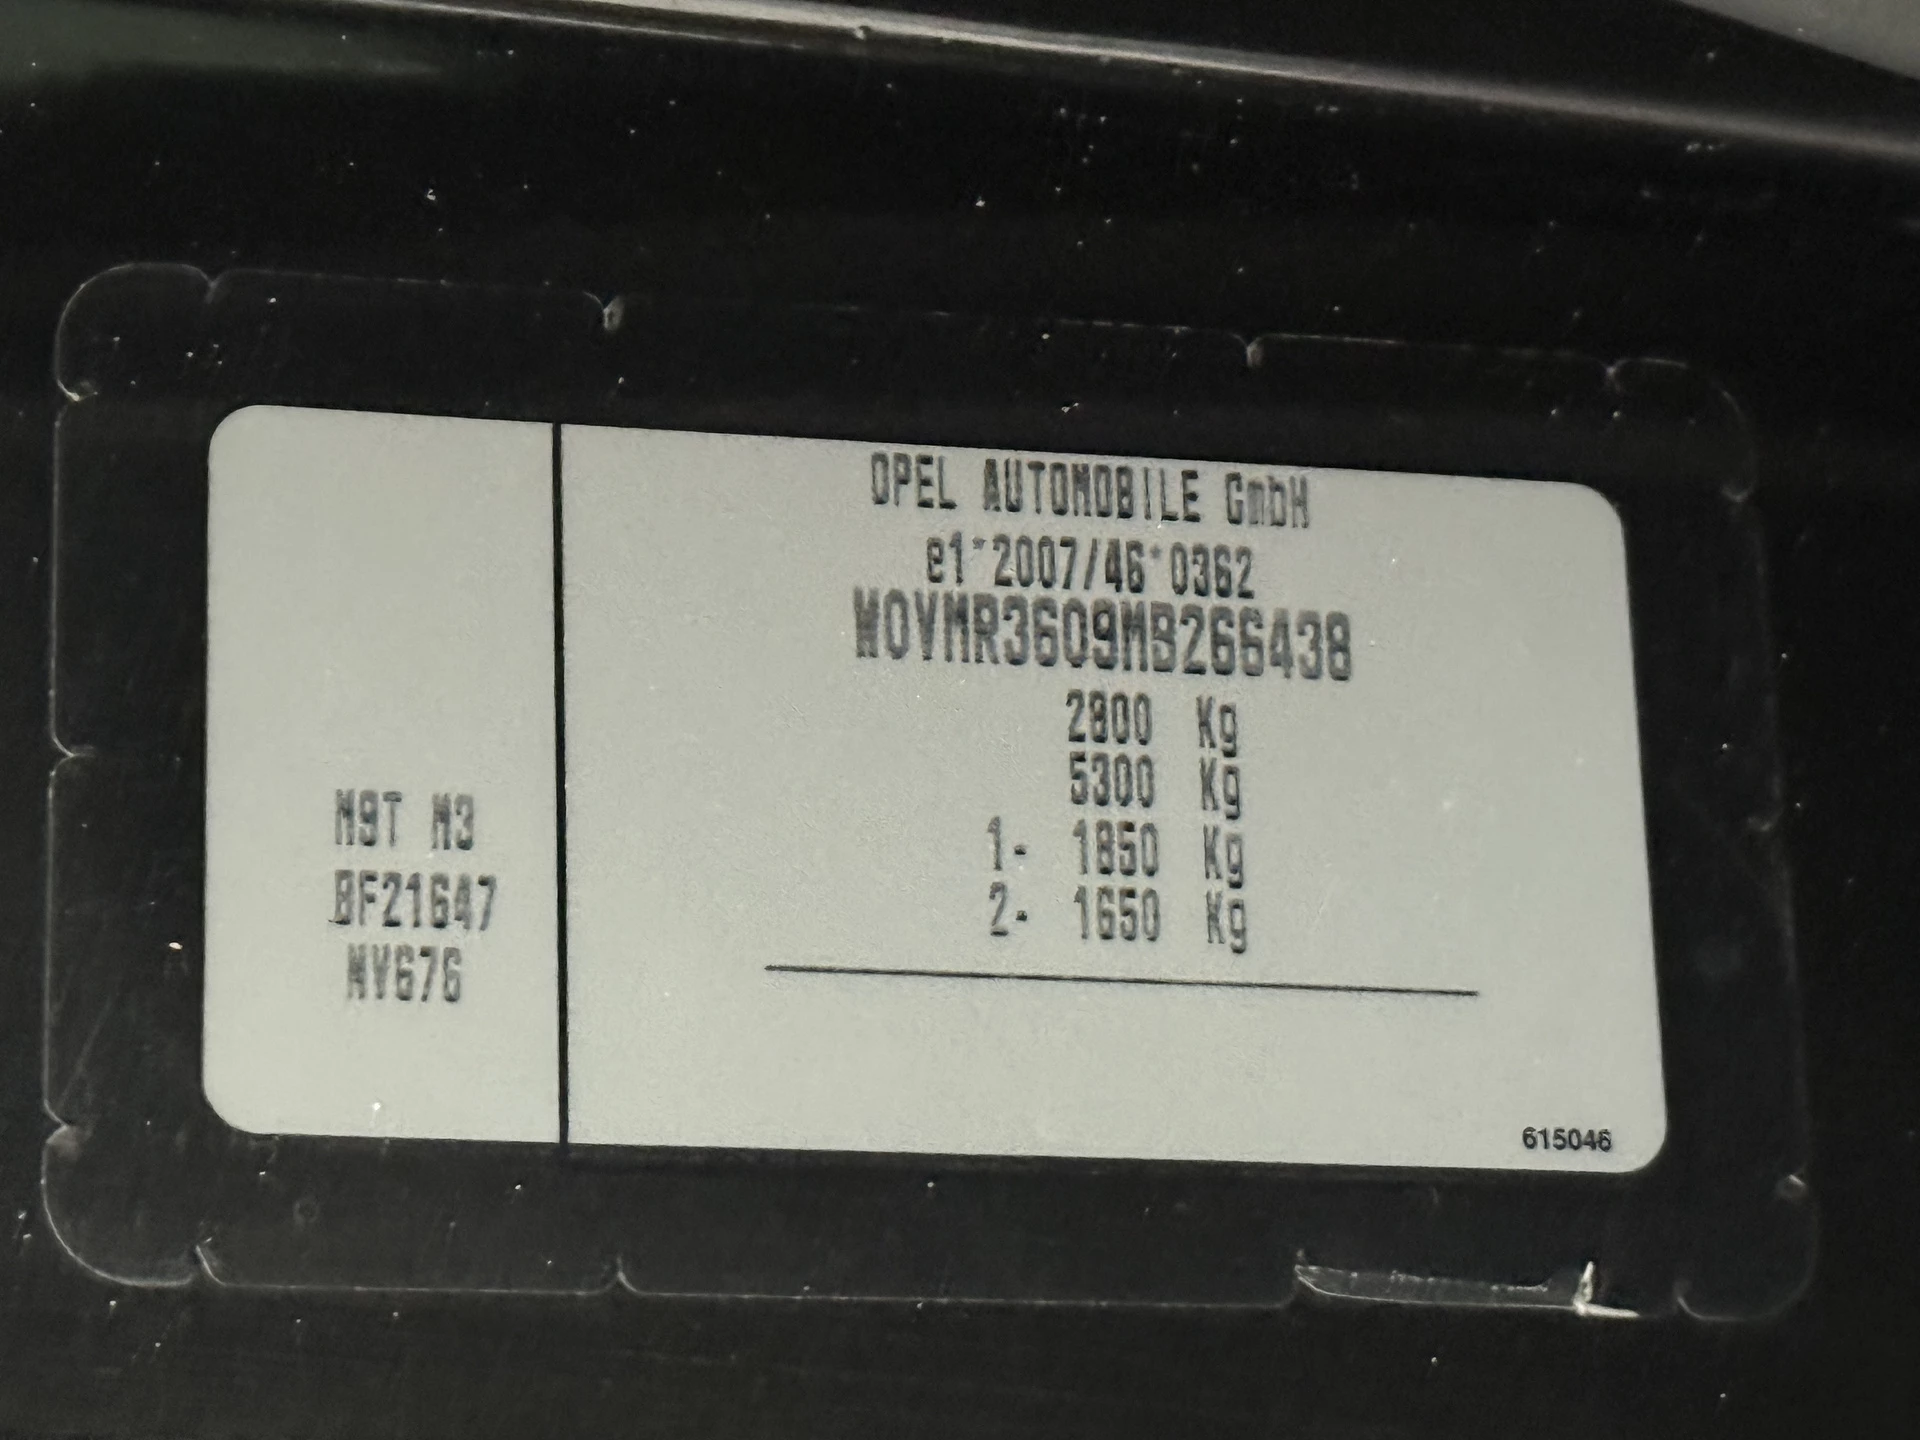 OPEL AUTOMOBILE GmbH
e1*2007/46*0362
W0VMR3609MB266438
2800 Kg
5300 Kg
1- 1850 Kg
2- 1650 Kg
M9T M3
BF21647
MV676
615046